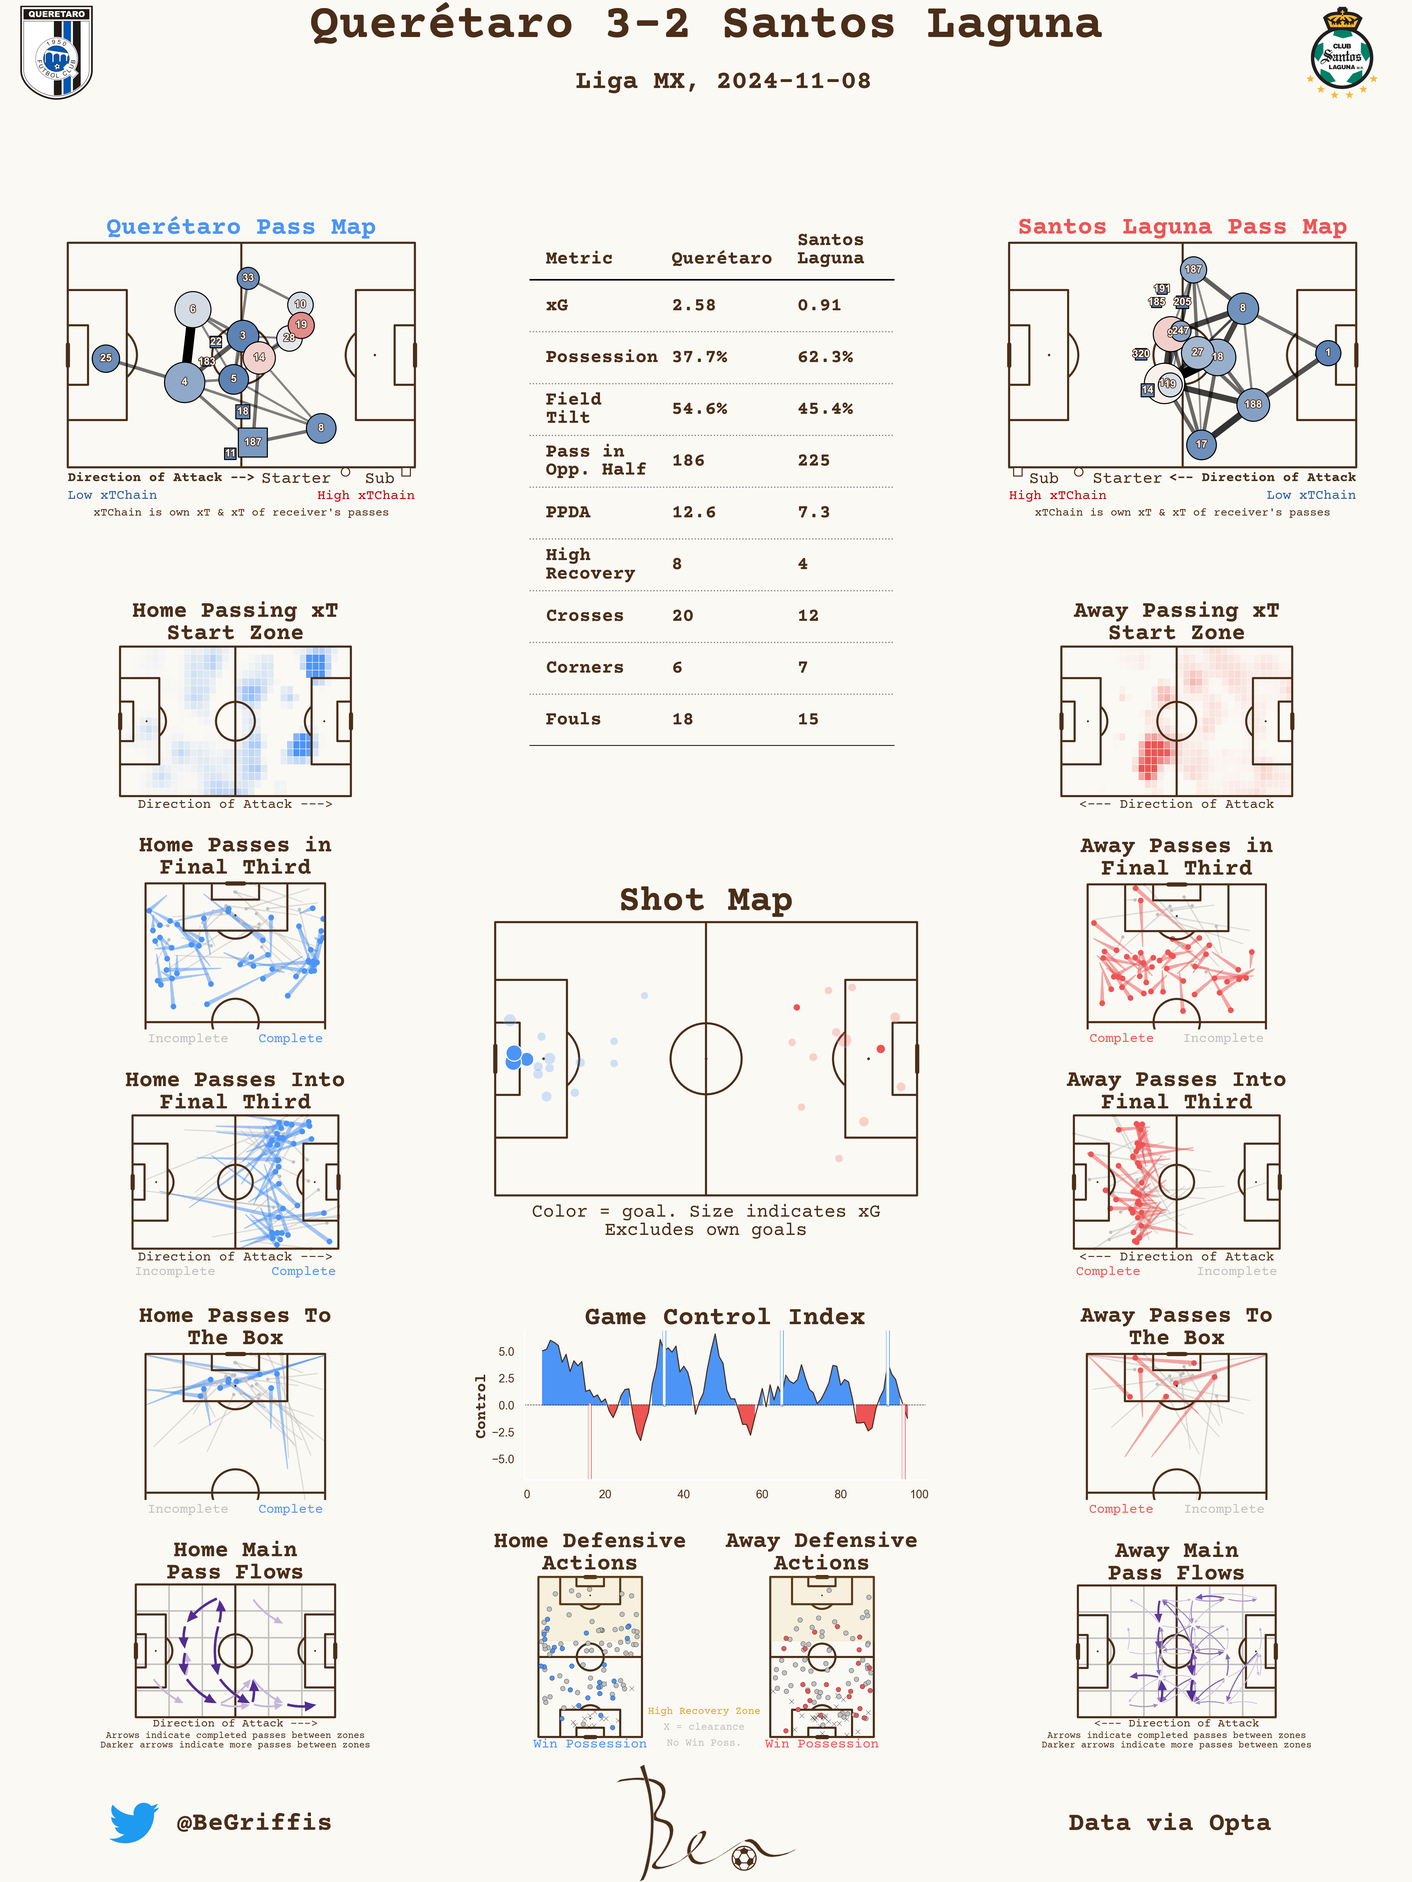 Querétaro 3-2 Santos Laguna
Liga MX, 2024-11-08
QUERETARO
1950
FUTBOL CLUB
CLUB
Santos
LAGUNA
Querétaro Pass Map
33
6
10
19
3
28
22
183
14
25
4
5
18
8
187
11
Direction of Attack --> Starter Sub
Low xTChain High xTChain
xTChain is own xT & xT of receiver's passes
Metric Querétaro Santos Laguna
xG 2.58 0.91
Possession 37.7% 62.3%
Field Tilt 54.6% 45.4%
Pass in Opp. Half 186 225
PPDA 12.6 7.3
High Recovery 8 4
Crosses 20 12
Corners 6 7
Fouls 18 15
Santos Laguna Pass Map
187
191
185
205
8
247
27
18
320
1
19
14
188
17
Sub Starter <-- Direction of Attack
High xTChain Low xTChain
xTChain is own xT & xT of receiver's passes
Home Passing xT
Start Zone
Direction of Attack --->
Away Passing xT
Start Zone
<--- Direction of Attack
Home Passes in
Final Third
Incomplete Complete
Away Passes in
Final Third
Complete Incomplete
Shot Map
Color = goal. Size indicates xG
Excludes own goals
Home Passes Into
Final Third
Direction of Attack --->
Incomplete Complete
Away Passes Into
Final Third
<--- Direction of Attack
Complete Incomplete
Home Passes To
The Box
Incomplete Complete
Game Control Index
Control
5.0
2.5
0.0
−2.5
−5.0
0 20 40 60 80 100
Away Passes To
The Box
Complete Incomplete
Home Main
Pass Flows
Direction of Attack --->
Arrows indicate completed passes between zones
Darker arrows indicate more passes between zones
Home Defensive
Actions
Win Possession
High Recovery Zone
X = clearance
No Win Poss.
Away Defensive
Actions
Win Possession
Away Main
Pass Flows
<--- Direction of Attack
Arrows indicate completed passes between zones
Darker arrows indicate more passes between zones
@BeGriffis
Ben
Data via Opta